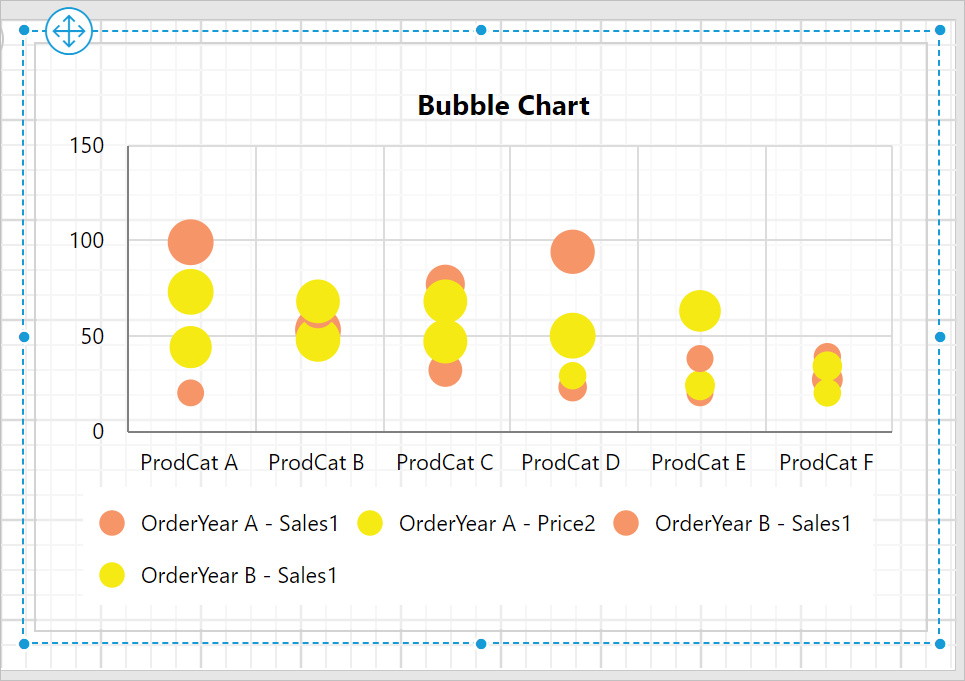 Bubble Chart
150
100
50
0
ProdCat A ProdCat B ProdCat C ProdCat D ProdCat E ProdCat F
OrderYear A - Sales1 OrderYear A - Price2 OrderYear B - Sales1
OrderYear B - Sales1